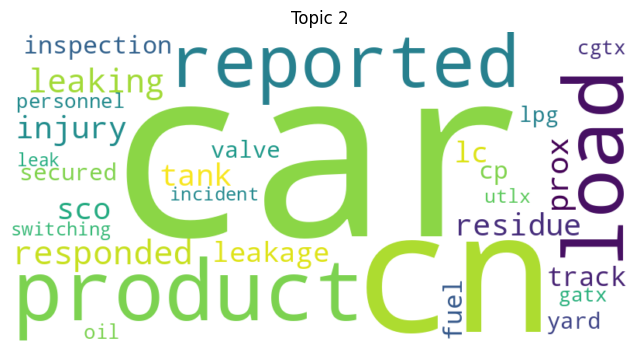 Topic 2
inspection
reported
cgtx
leaking
load
personnel
car
lpg
injury
valve
lc
prox
leak
tank
cp
secured
incident
utlx
sco
residue
switching
responded
leakage
cn
track
product
fuel
gatx
yard
oil